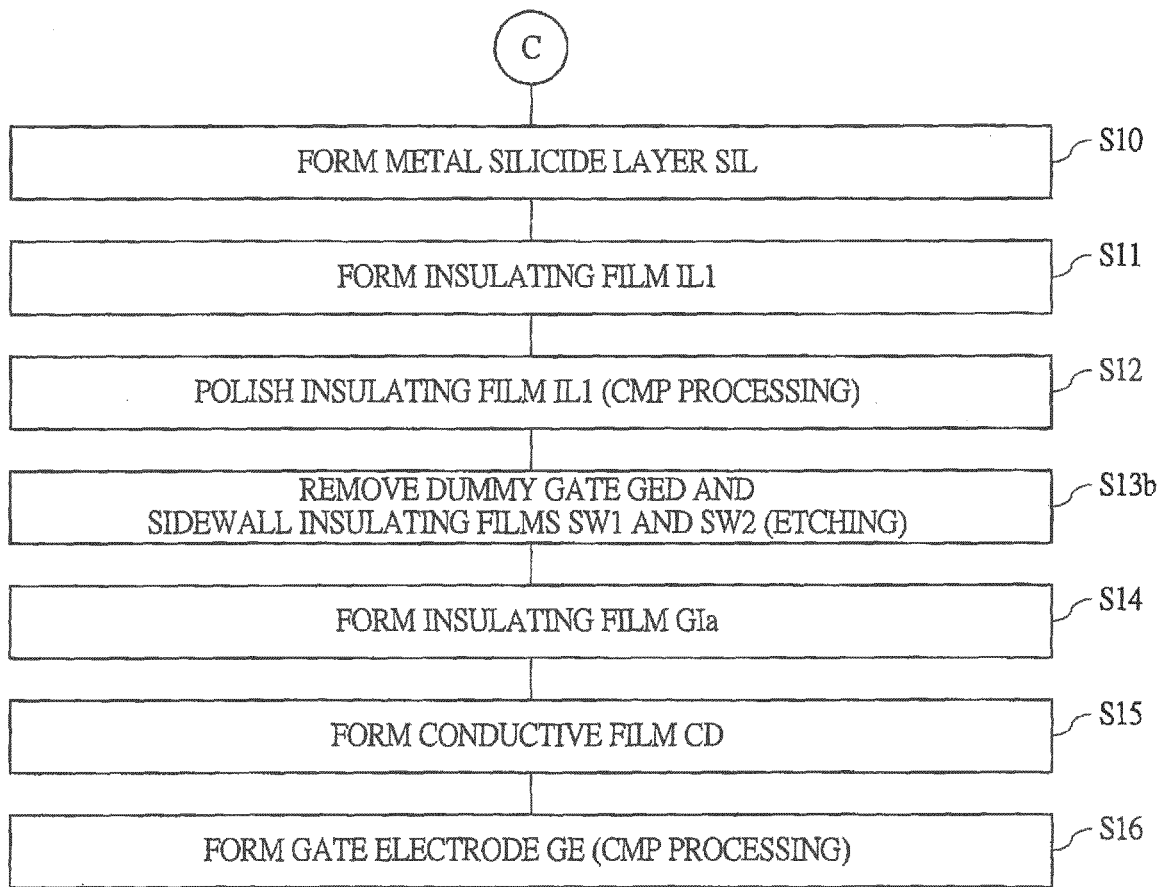 C
FORM METAL SILICIDE LAYER SIL
S10
FORM INSULATING FILM IL1
S11
POLISH INSULATING FILM IL1 (CMP PROCESSING)
S12
REMOVE DUMMY GATE GED AND
SIDEWALL INSULATING FILMS SW1 AND SW2 (ETCHING)
S13b
FORM INSULATING FILM GIa
S14
FORM CONDUCTIVE FILM CD
S15
FORM GATE ELECTRODE GE (CMP PROCESSING)
S16